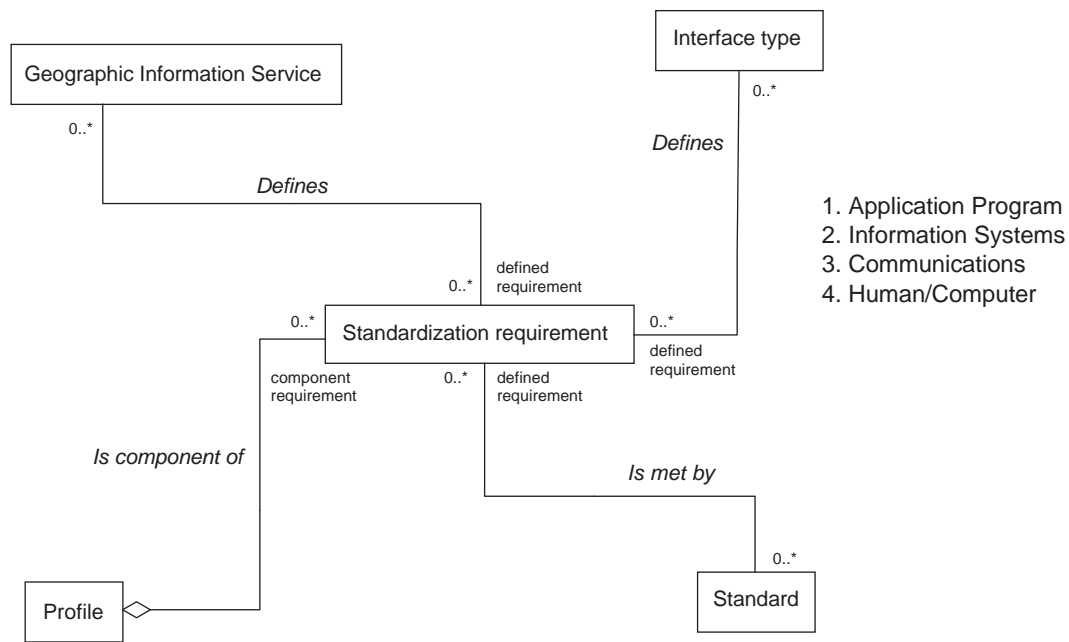 Interface type
Geographic Information Service
0..*
0..*
Defines
Defines
1. Application Program
2. Information Systems
3. Communications
4. Human/Computer
0..*
defined
requirement
0..*
Standardization requirement
0..*
component
requirement
0..*
defined
requirement
defined
requirement
Is component of
Is met by
0..*
Profile
Standard